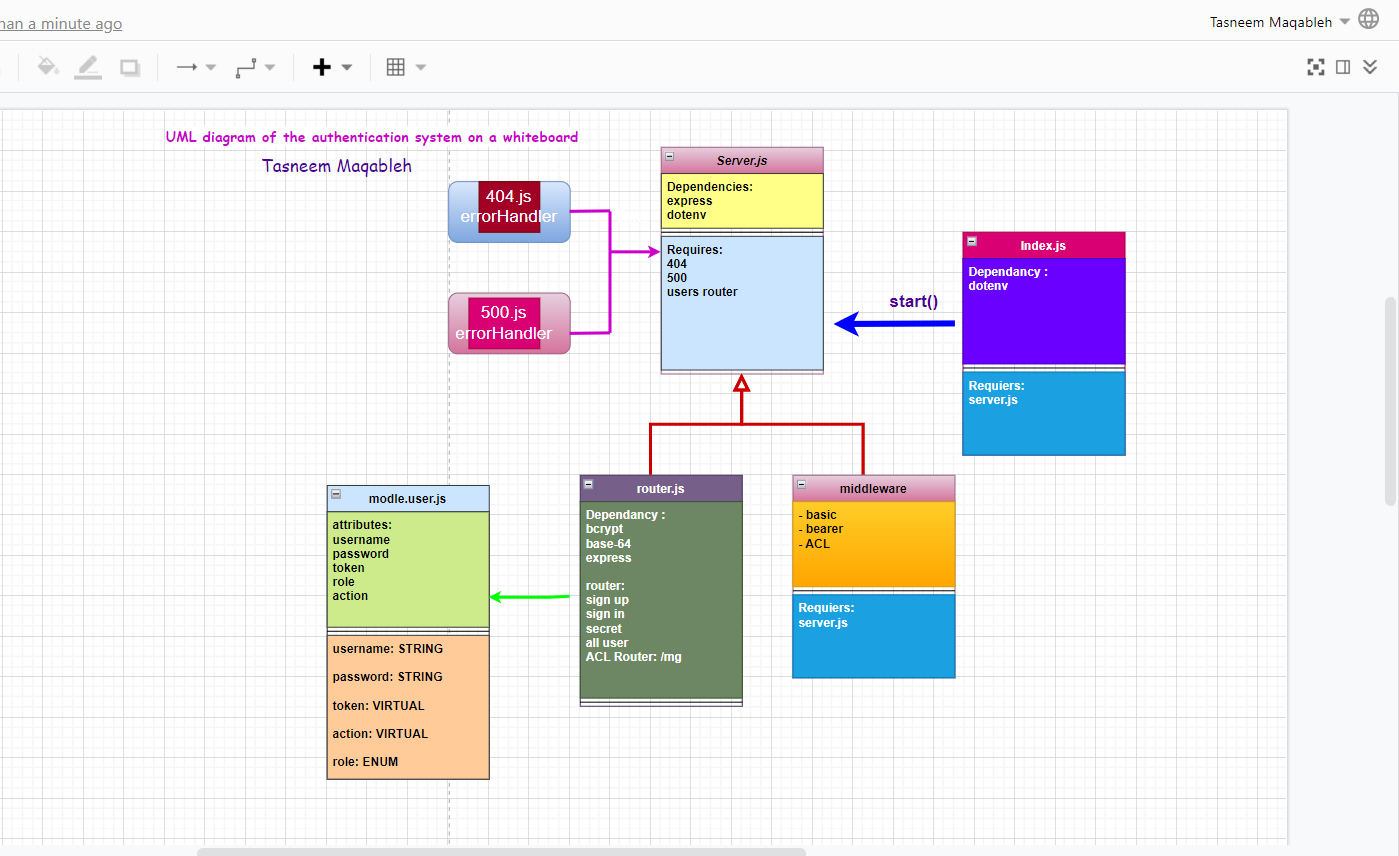 han a minute ago
Tasneem Maqableh
UML diagram of the authentication system on a whiteboard
Tasneem Maqableh
404.js
errorHandler
500.js
errorHandler
Server.js
Dependencies:
express
dotenv
Requires:
404
500
users router
start()
Index.js
Dependancy :
dotenv
Requiers:
server.js
modle.user.js
attributes:
username
password
token
role
action
username: STRING
password: STRING
token: VIRTUAL
action: VIRTUAL
role: ENUM
router.js
Dependancy :
bcrypt
base-64
express
router:
sign up
sign in
secret
all user
ACL Router: /mg
middleware
- basic
- bearer
- ACL
Requiers:
server.js